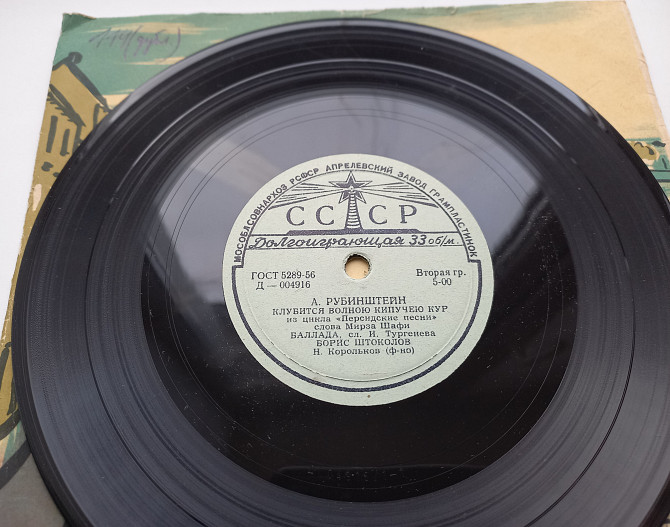 МОСОБЛСОВНАРХОЗ РСФСР АПРЕЛЕВСКИЙ ЗАВОД ГРАМПЛАСТИНОК
СССР
Долгоиграющая 33 об/м.
ГОСТ 5289-56
Д — 004916
Вторая гр.
5-00
А. РУБИНШТЕЙН
КЛУБИТСЯ ВОЛНОЮ КИПУЧЕЮ КУР
из цикла «Персидские песни»
слова Мирза Шафи
БАЛЛАДА, сл. И. Тургенева
БОРИС ШТОКОЛОВ
Н. Корольков (ф-но)